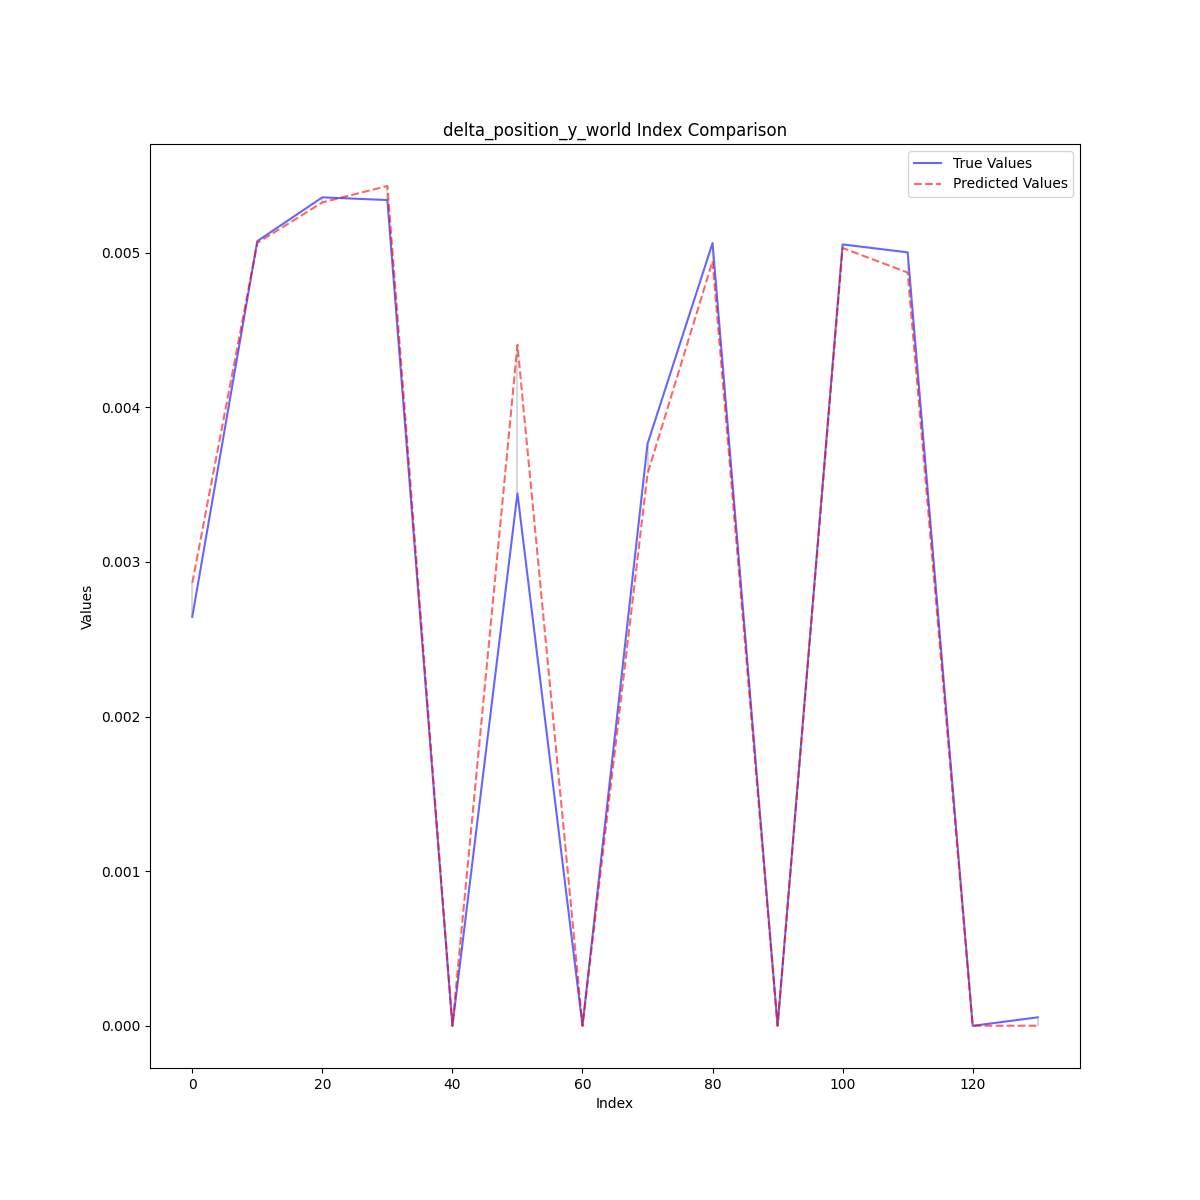 delta_position_y_world Index Comparison
True Values
Predicted Values
0.005
0.004
0.003
0.002
0.001
0.000
Values
0 20 40 60 80 100 120
Index